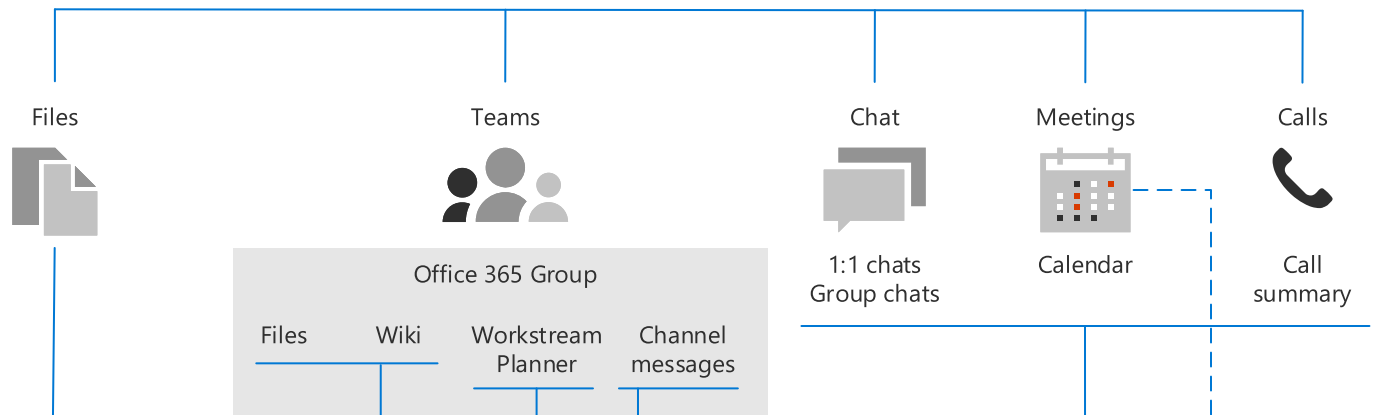 Files
Teams
Chat
Meetings
Calls
Office 365 Group
Files
Wiki
Workstream
Planner
Channel
messages
1:1 chats
Group chats
Calendar
Call
summary